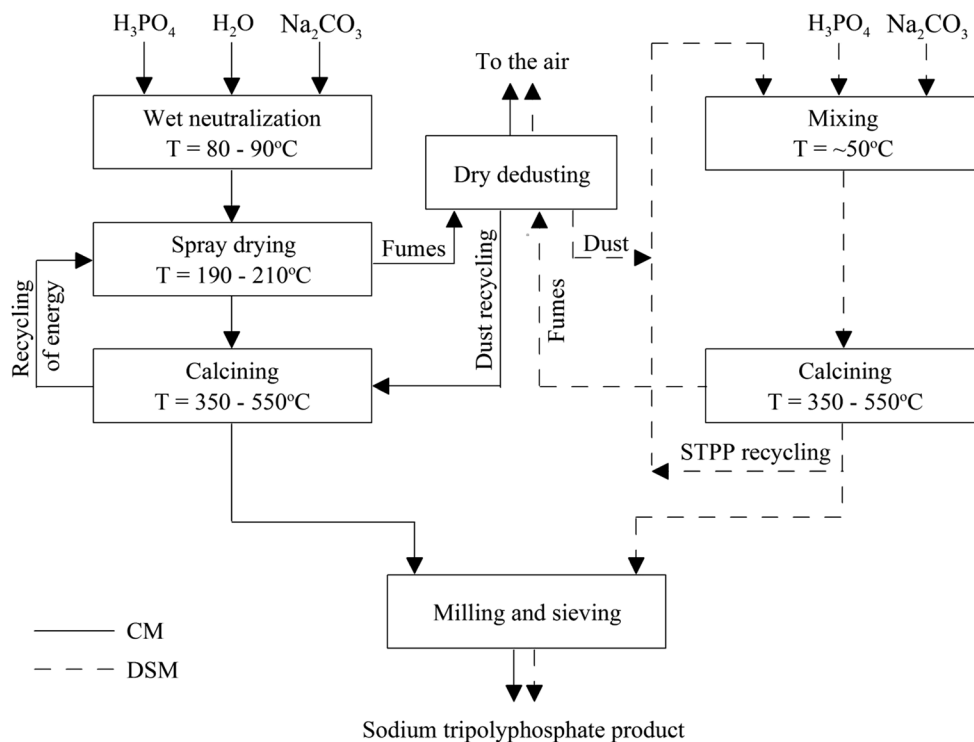 H₃PO₄ H₂O Na₂CO₃
To the air
H₃PO₄ Na₂CO₃
Wet neutralization
T = 80 - 90°C
Dry dedusting
Mixing
T = ~50°C
Spray drying
T = 190 - 210°C
Fumes
Dust
Recycling
of energy
Dust recycling
Fumes
Calcining
T = 350 - 550°C
Calcining
T = 350 - 550°C
STPP recycling
Milling and sieving
CM
DSM
Sodium tripolyphosphate product